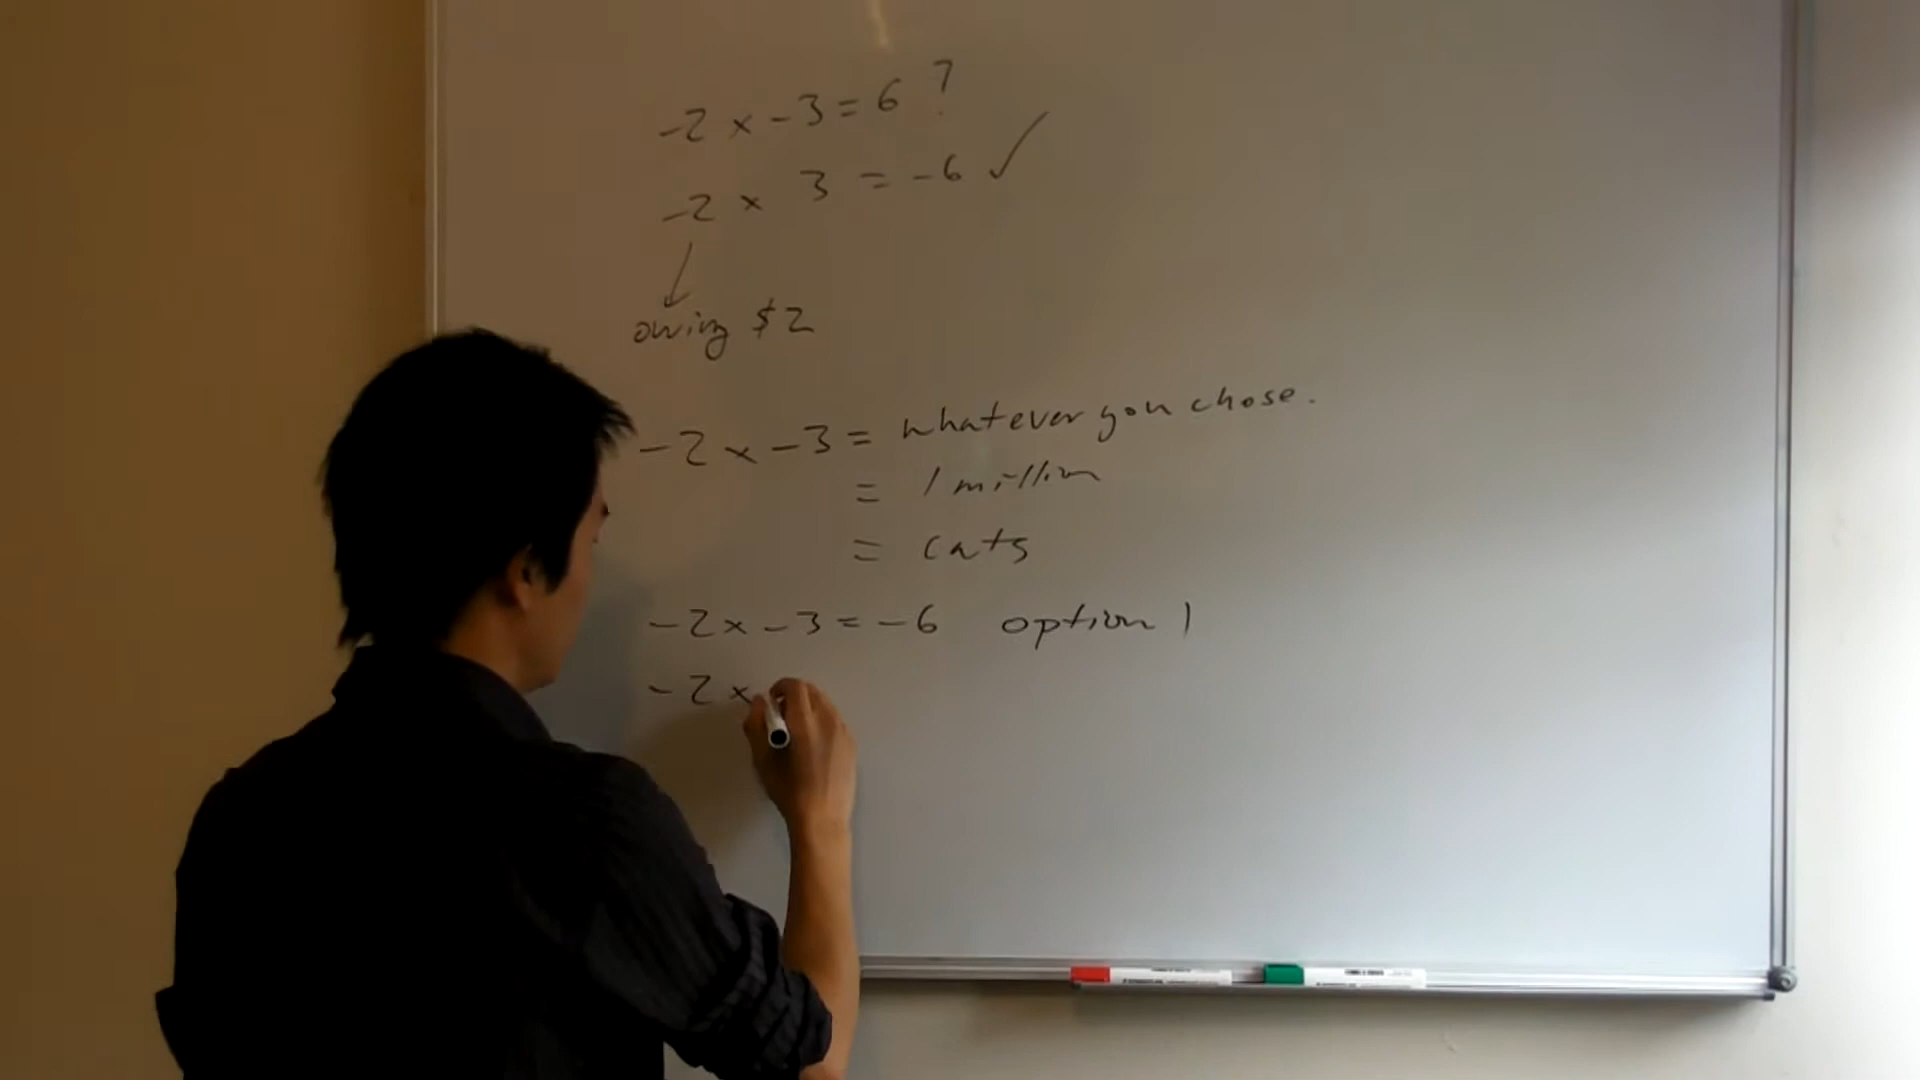 -2 x -3 = 6 ?
-2 x 3 = -6 ✓
owing $2
-2 x -3 = whatever you chose.
= 1 million
= cats
-2 x -3 = -6 option 1
-2 x